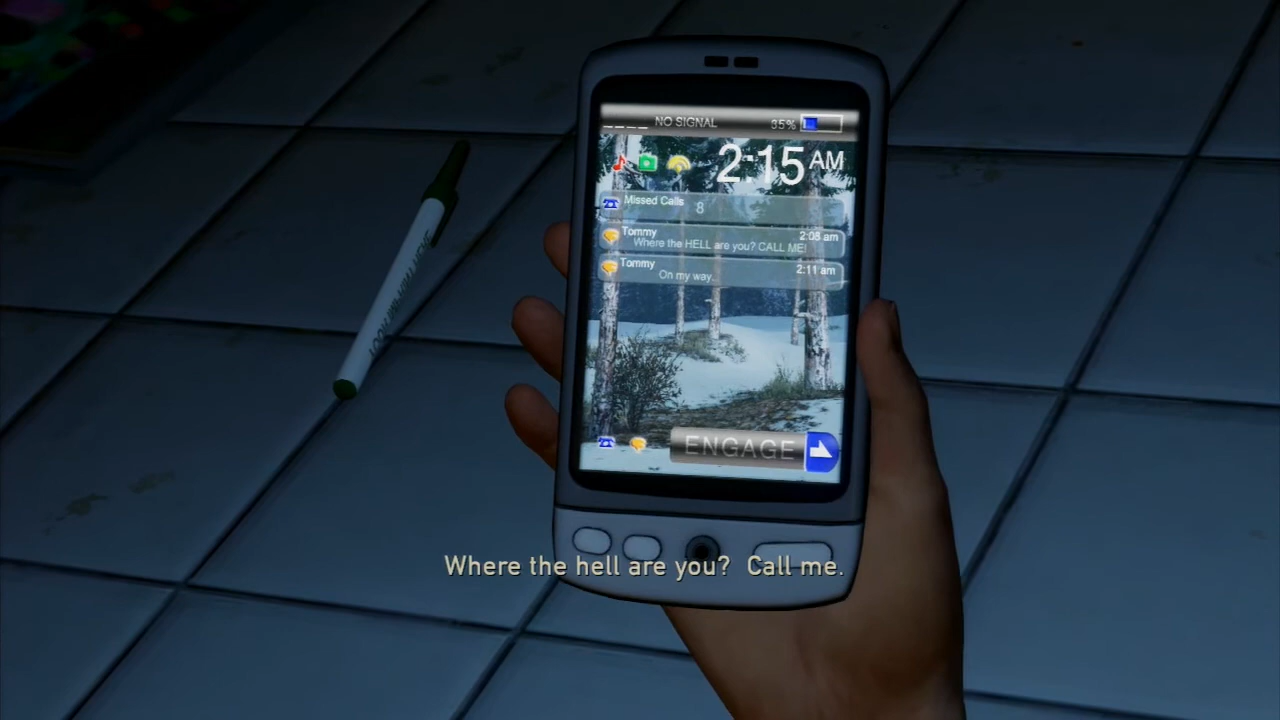 NO SIGNAL 35%
2:15 AM
Missed Calls
8
Tommy 2:08 am
Where the HELL are you? CALL ME!
Tommy 2:11 am
On my way.
ENGAGE
Where the hell are you? Call me.